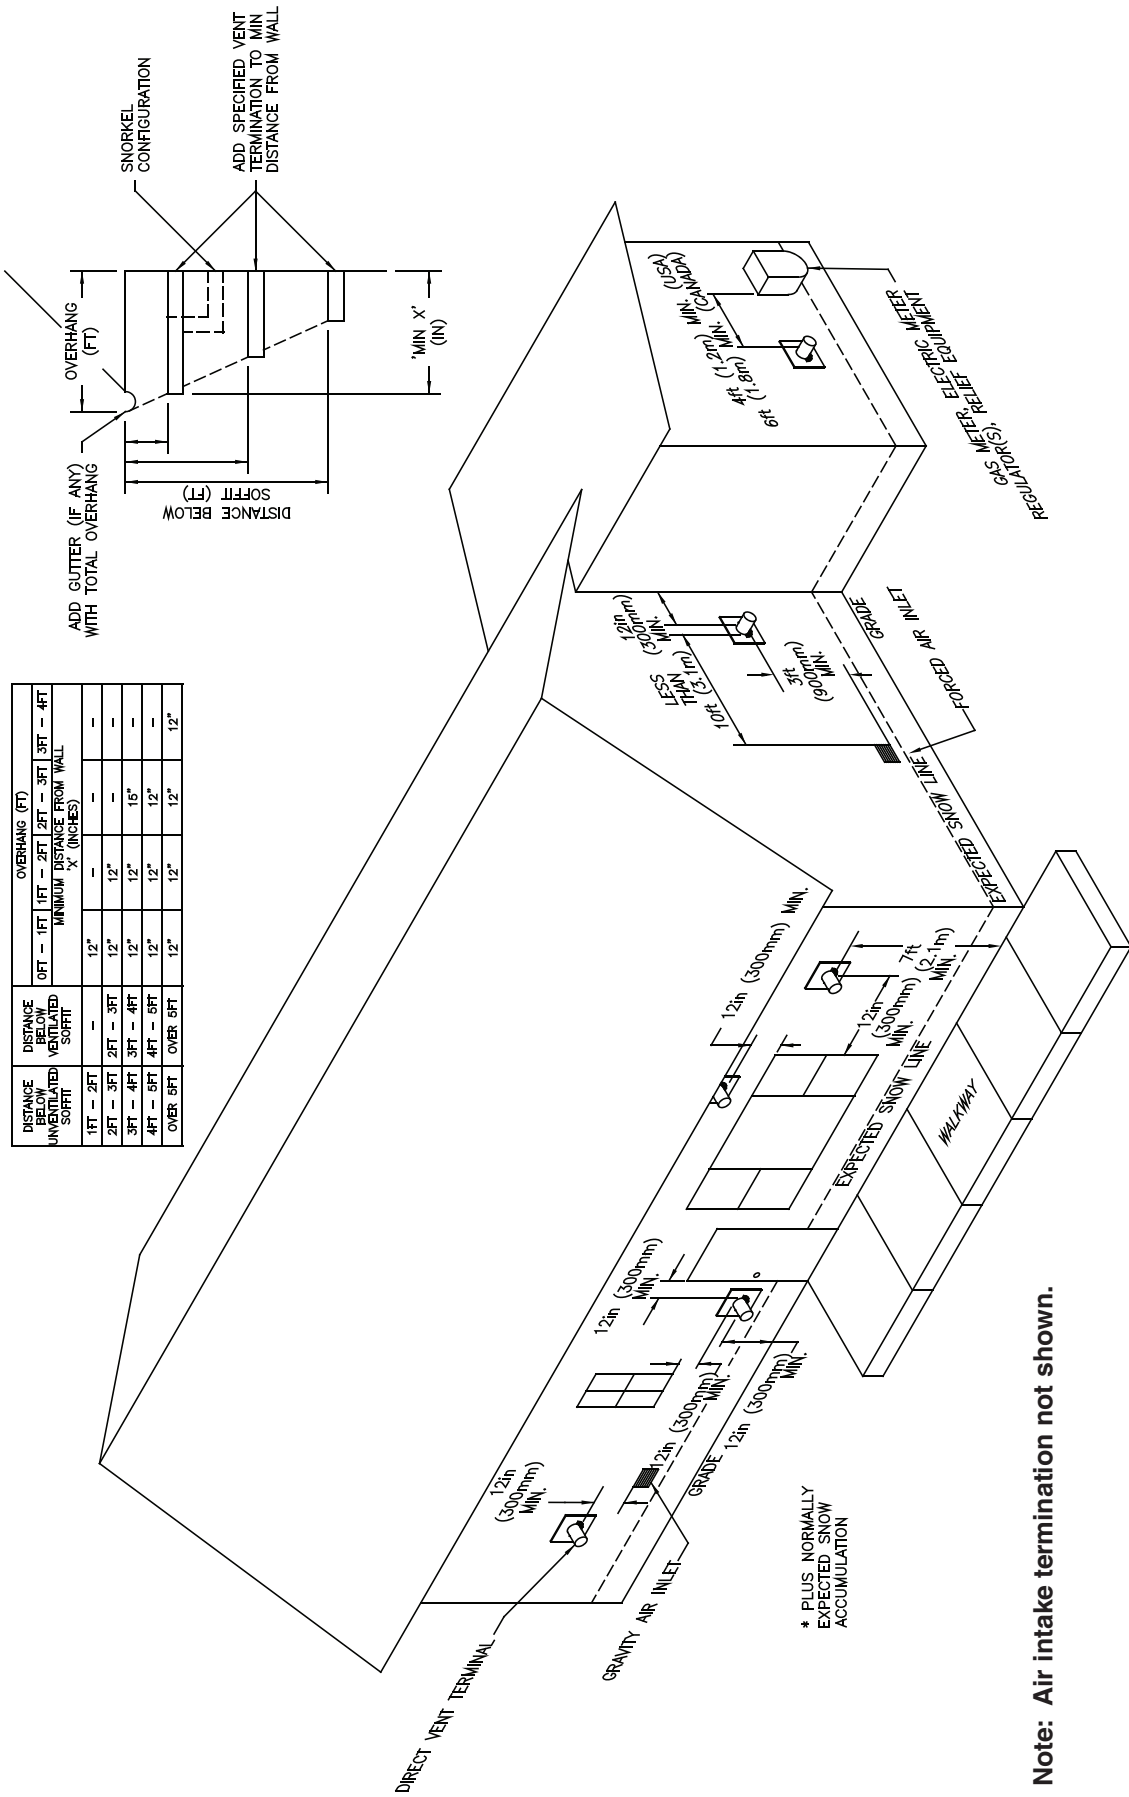 DISTANCE
BELOW
UNVENTILATED
SOFFIT
DISTANCE
BELOW
VENTILATED
SOFFIT
OVERHANG (FT)
0FT - 1FT 1FT - 2FT 2FT - 3FT 3FT - 4FT
MINIMUM DISTANCE FROM WALL
'X' (INCHES)
1FT - 2FT - 12" - - -
2FT - 3FT 2FT - 3FT 12" 12" - -
3FT - 4FT 3FT - 4FT 12" 12" 15" -
4FT - 5FT 4FT - 5FT 12" 12" 12" -
OVER 5FT OVER 5FT 12" 12" 12" 12"
ADD GUTTER (IF ANY)
WITH TOTAL OVERHANG
OVERHANG
(FT)
SNORKEL
CONFIGURATION
ADD SPECIFIED VENT
TERMINATION TO MIN
DISTANCE FROM WALL
DISTANCE BELOW
SOFFIT (FT)
'MIN X'
(IN)
DIRECT VENT TERMINAL
12in
(300mm)
MIN.
GRAVITY AIR INLET
12in (300mm)
MIN.
12in (300mm)
MIN.
GRADE
12in (300mm)
MIN.
12in (300mm) MIN.
12in
(300mm)
MIN.
7ft
(2.1m)
MIN.
EXPECTED SNOW LINE
WALKWAY
EXPECTED SNOW LINE
LESS
THAN
10ft (3.1m)
12in
(300mm)
MIN.
3ft
(900mm)
MIN.
GRADE
FORCED AIR INLET
4ft (1.2m) MIN. (USA)
6ft (1.8m) MIN. (CANADA)
GAS METER, ELECTRIC METER
REGULATOR(S), RELIEF EQUIPMENT
* PLUS NORMALLY
EXPECTED SNOW
ACCUMULATION
Note: Air intake termination not shown.